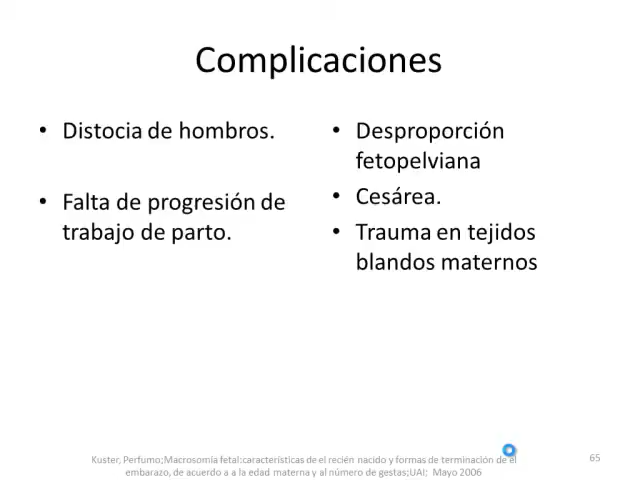 Complicaciones
• Distocia de hombros.
• Falta de progresión de
trabajo de parto.
• Desproporción
fetopelviana
• Cesárea.
• Trauma en tejidos
blandos maternos
Kuster, Perfumo;Macrosomía fetal:características de el recién nacido y formas de terminación de el
embarazo, de acuerdo a a la edad materna y al número de gestas;UAI; Mayo 2006
65